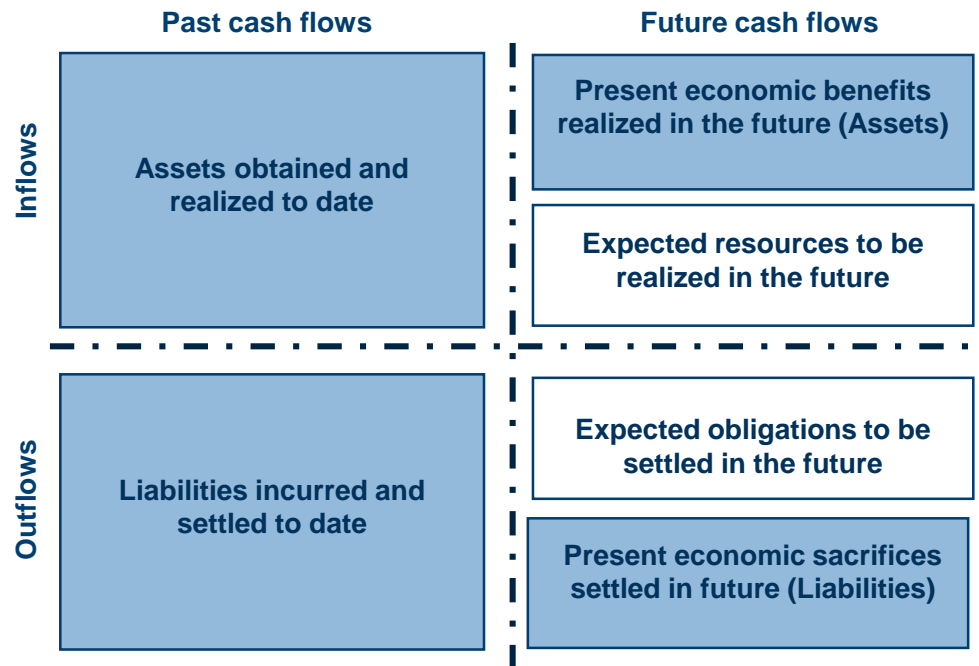 Past cash flows
Future cash flows
Inflows
Assets obtained and
realized to date
Present economic benefits
realized in the future (Assets)
Expected resources to be
realized in the future
Outflows
Liabilities incurred and
settled to date
Expected obligations to be
settled in the future
Present economic sacrifices
settled in future (Liabilities)